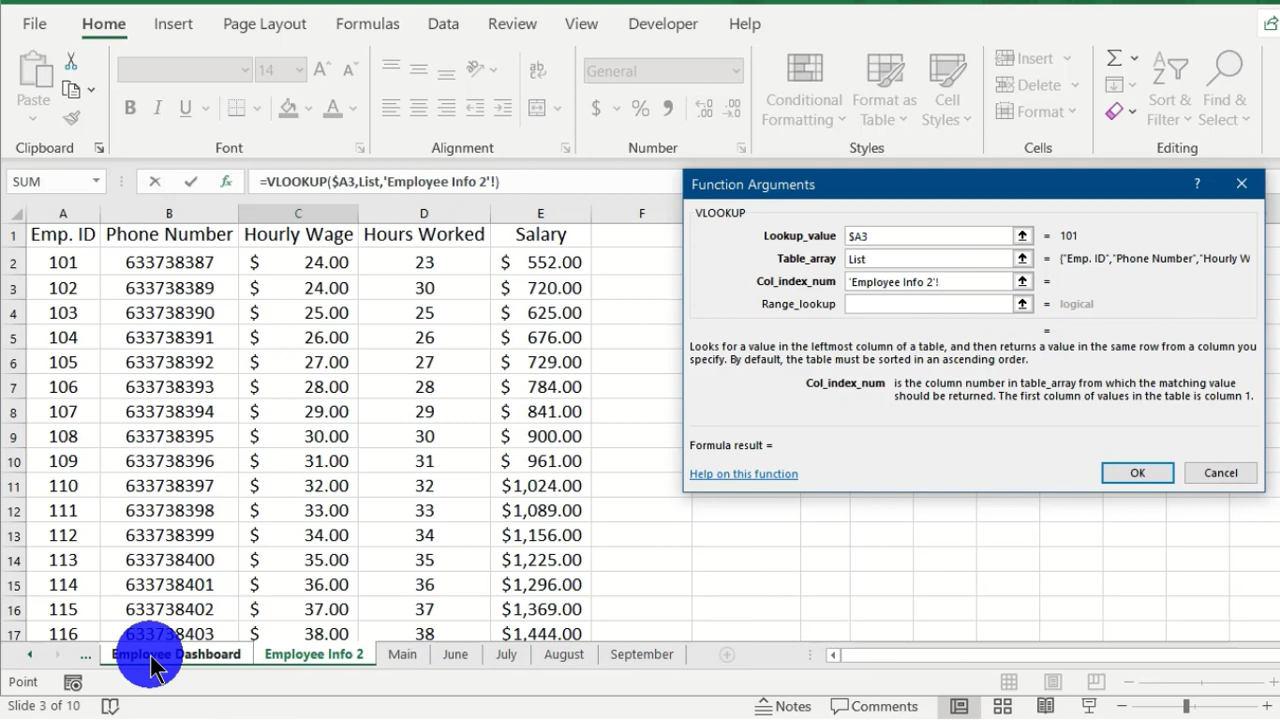 File Home Insert Page Layout Formulas Data Review View Developer Help
Paste
14
General
Conditional Formatting
Format as Table
Cell Styles
Insert
Delete
Format
Sort & Filter
Find & Select
Clipboard Font Alignment Number Styles Cells Editing
SUM =VLOOKUP($A3,List,'Employee Info 2'!)
A B C D E F
1 Emp. ID Phone Number Hourly Wage Hours Worked Salary
2 101 633738387 $ 24.00 23 $ 552.00
3 102 633738389 $ 24.00 30 $ 720.00
4 103 633738390 $ 25.00 25 $ 625.00
5 104 633738391 $ 26.00 26 $ 676.00
6 105 633738392 $ 27.00 27 $ 729.00
7 106 633738393 $ 28.00 28 $ 784.00
8 107 633738394 $ 29.00 29 $ 841.00
9 108 633738395 $ 30.00 30 $ 900.00
10 109 633738396 $ 31.00 31 $ 961.00
11 110 633738397 $ 32.00 32 $1,024.00
12 111 633738398 $ 33.00 33 $1,089.00
13 112 633738399 $ 34.00 34 $1,156.00
14 113 633738400 $ 35.00 35 $1,225.00
15 114 633738401 $ 36.00 36 $1,296.00
16 115 633738402 $ 37.00 37 $1,369.00
17 116 633738403 $ 38.00 38 $1,444.00
Function Arguments ?
VLOOKUP
Lookup_value $A3 = 101
Table_array List = {"Emp. ID","Phone Number","Hourly W
Col_index_num 'Employee Info 2'! =
Range_lookup = logical
=
Looks for a value in the leftmost column of a table, and then returns a value in the same row from a column you
specify. By default, the table must be sorted in an ascending order.
Col_index_num is the column number in table_array from which the matching value
should be returned. The first column of values in the table is column 1.
Formula result =
Help on this function OK Cancel
... Employee Dashboard Employee Info 2 Main June July August September
Point
Slide 3 of 10 Notes Comments